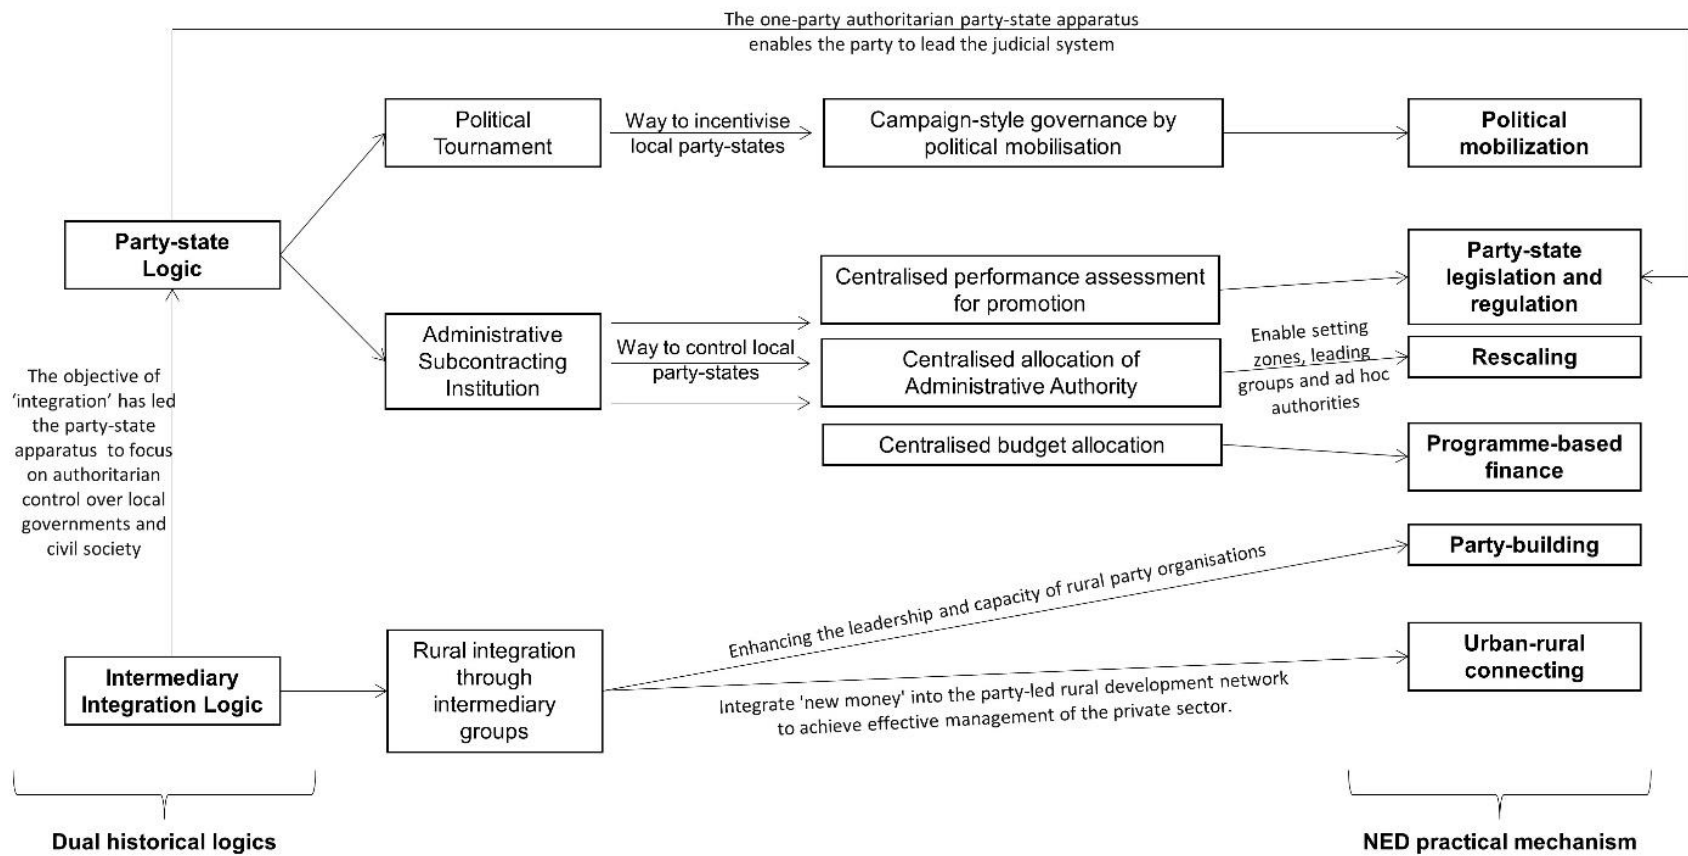 The one-party authoritarian party-state apparatus
enables the party to lead the judicial system
Political
Tournament
Way to incentivise
local party-states
Campaign-style governance by
political mobilisation
Political
mobilization
Party-state
Logic
Centralised performance assessment
for promotion
Party-state
legislation and
regulation
Administrative
Subcontracting
Institution
Way to control local
party-states
Centralised allocation of
Administrative Authority
Enable setting
zones, leading
groups and ad hoc
authorities
Rescaling
The objective of
‘integration’ has led
the party-state
apparatus to focus
on authoritarian
control over local
governments and
civil society
Centralised budget allocation
Programme-based
finance
Enhancing the leadership and capacity of rural party organisations
Party-building
Intermediary
Integration Logic
Rural integration
through
intermediary
groups
Integrate 'new money' into the party-led rural development network
to achieve effective management of the private sector.
Urban-rural
connecting
Dual historical logics
NED practical mechanism